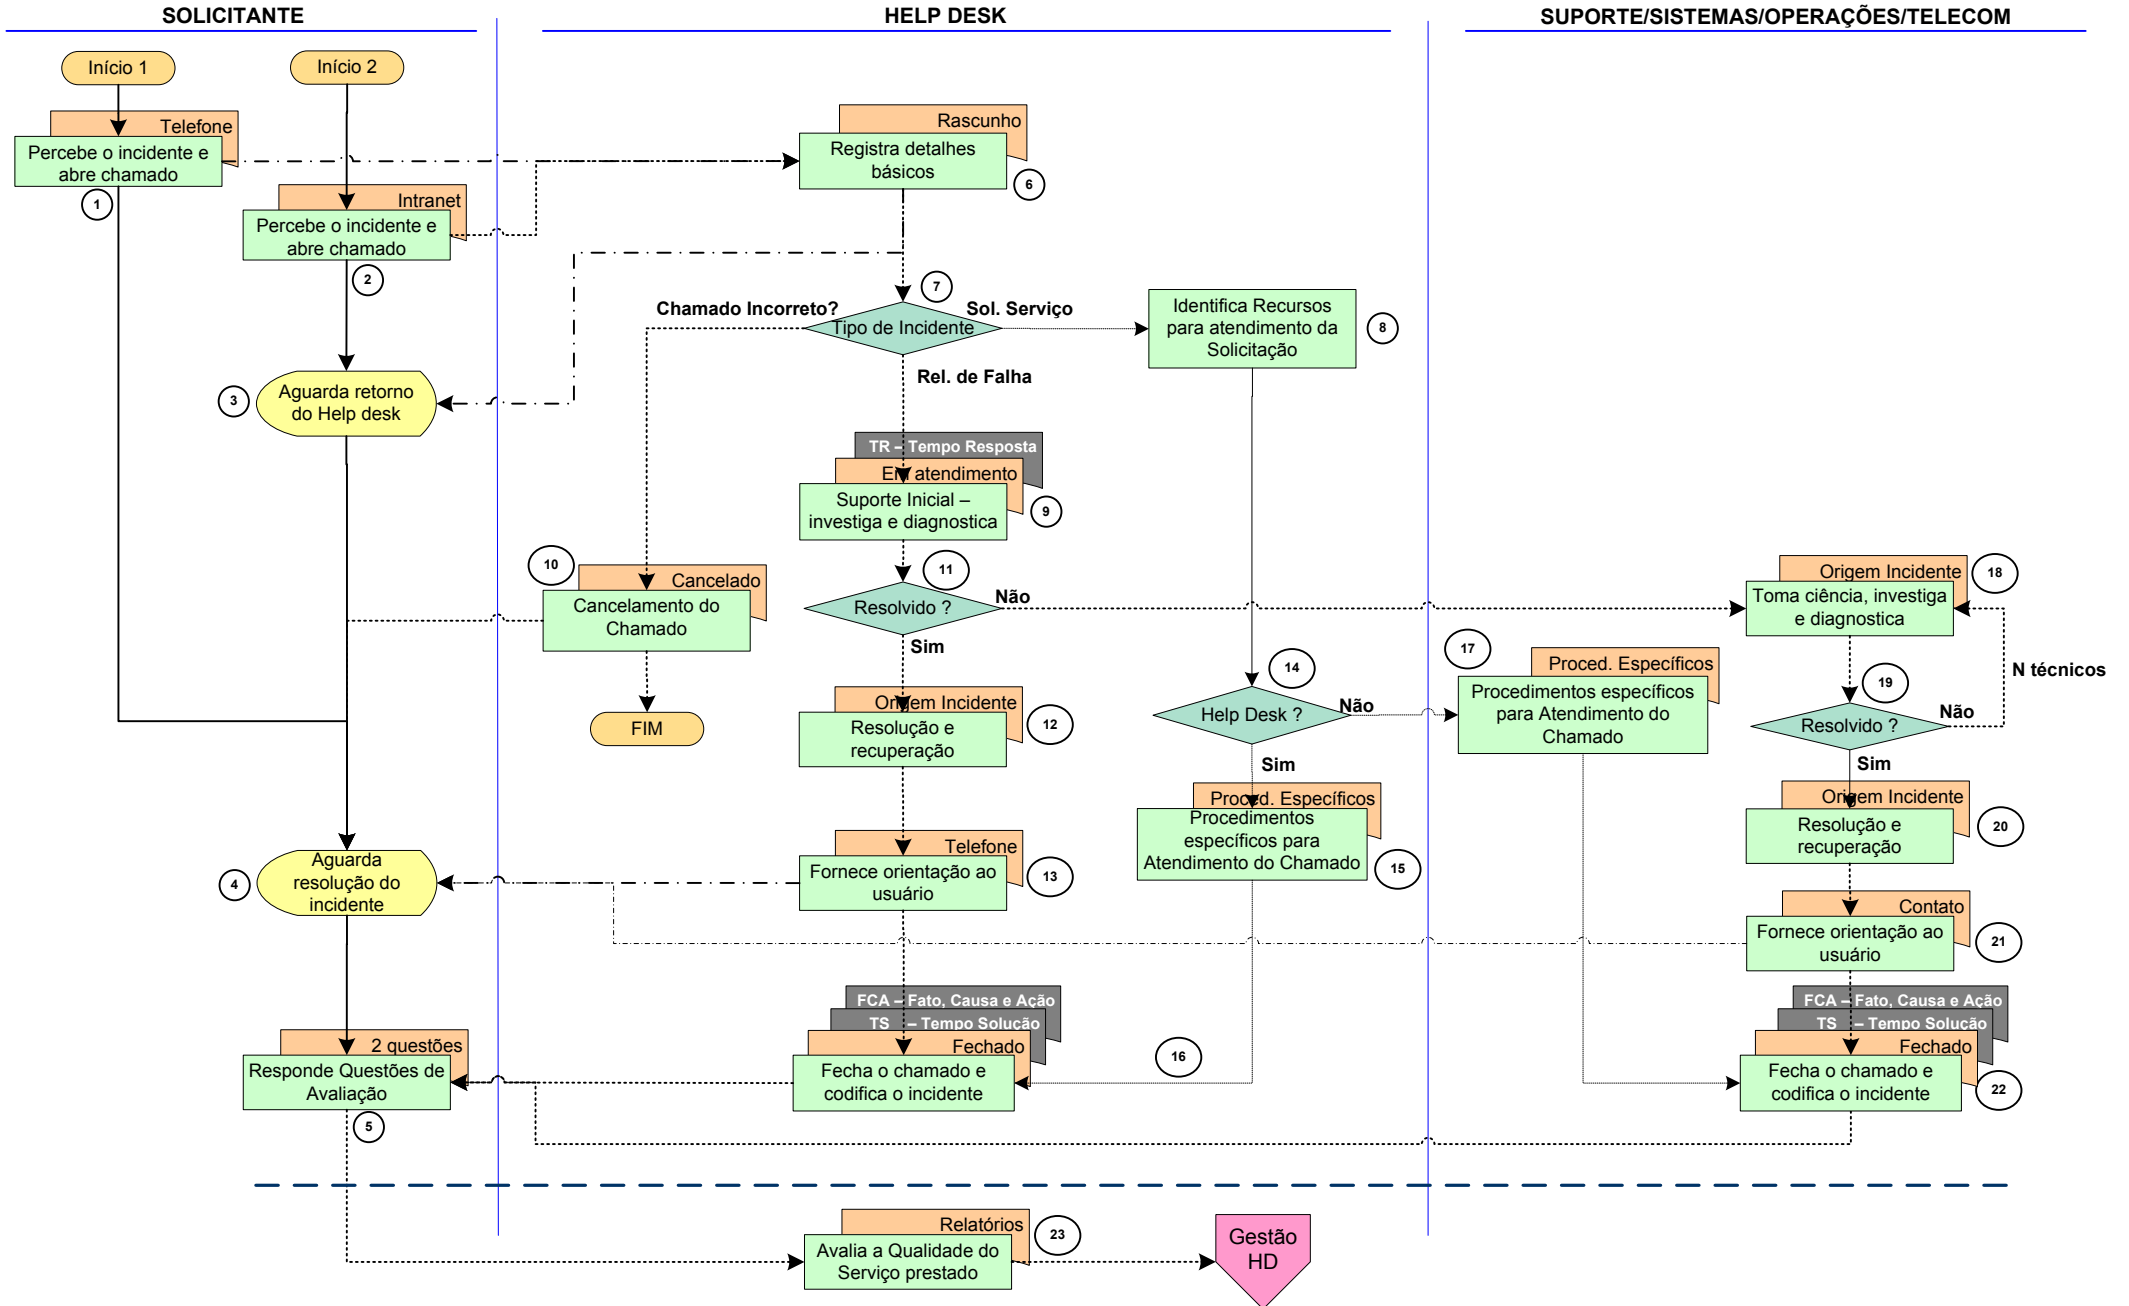 SOLICITANTE
HELP DESK
SUPORTE/SISTEMAS/OPERAÇÕES/TELECOM
Início 1
Início 2
Telefone
Percebe o incidente e
abre chamado
1
Intranet
Percebe o incidente e
abre chamado
2
Rascunho
Registra detalhes
básicos
6
7
Chamado Incorreto?
Tipo de Incidente
Sol. Serviço
Rel. de Falha
Identifica Recursos
para atendimento da
Solicitação
8
3
Aguarda retorno
do Help desk
TR – Tempo Resposta
Em atendimento
Suporte Inicial –
investiga e diagnostica
9
10
Cancelado
Cancelamento do
Chamado
FIM
11
Resolvido ?
Não
Sim
Origem Incidente
Toma ciência, investiga
e diagnostica
18
N técnicos
17
Proced. Específicos
Procedimentos específicos
para Atendimento do
Chamado
14
Help Desk ?
Não
Sim
19
Resolvido ?
Não
Sim
Origem Incidente
Resolução e
recuperação
12
Proced. Específicos
Procedimentos
específicos para
Atendimento do Chamado
15
Origem Incidente
Resolução e
recuperação
20
4
Aguarda
resolução do
incidente
Telefone
Fornece orientação ao
usuário
13
Contato
Fornece orientação ao
usuário
21
2 questões
Responde Questões de
Avaliação
5
FCA – Fato, Causa e Ação
TS – Tempo Solução
Fechado
Fecha o chamado e
codifica o incidente
16
FCA – Fato, Causa e Ação
TS – Tempo Solução
Fechado
Fecha o chamado e
codifica o incidente
22
Relatórios
Avalia a Qualidade do
Serviço prestado
23
Gestão
HD